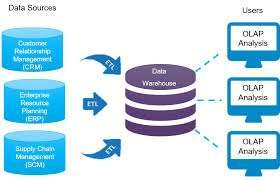 Data Sources
Users
Customer
Relationship
Management
(CRM)
ETL
Enterprise
Resource
Planning
(ERP)
ETL
Supply Chain
Management
(SCM)
ETL
Data
Warehouse
OLAP
Analysis
OLAP
Analysis
OLAP
Analysis